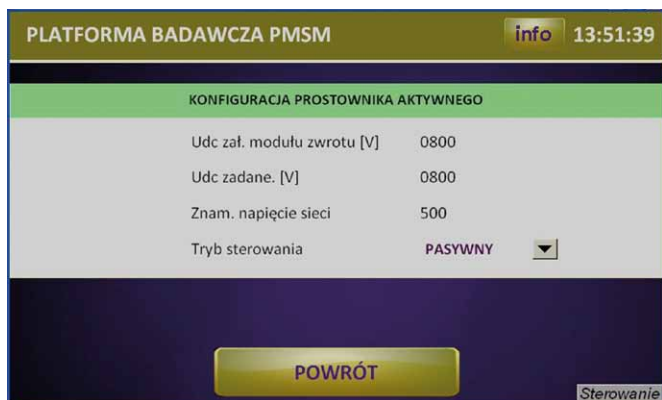 PLATFORMA BADAWCZA PMSM info 13:51:39
KONFIGURACJA PROSTOWNIKA AKTYWNEGO
Udc zał. modułu zwrotu [V] 0800
Udc zadane. [V] 0800
Znam. napięcie sieci 500
Tryb sterowania PASYWNY
POWRÓT
Sterowanie